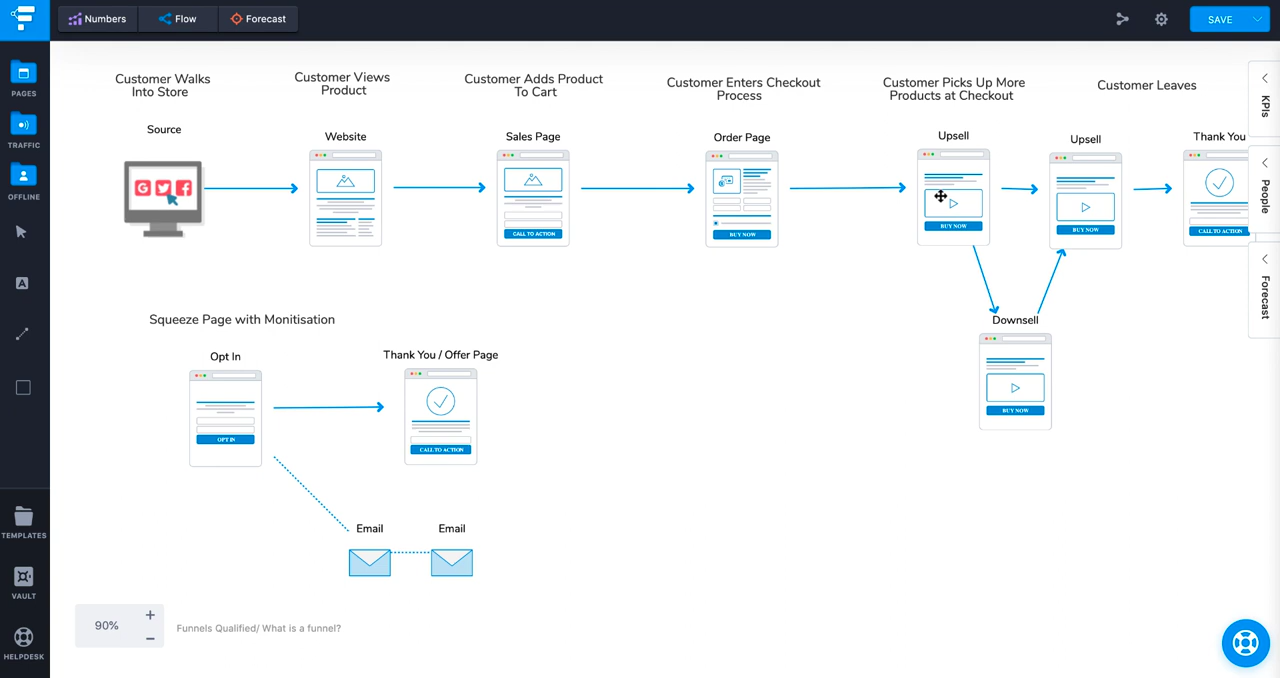 Numbers
Flow
Forecast
SAVE
PAGES
TRAFFIC
OFFLINE
A
TEMPLATES
VAULT
HELPDESK
KPIs
People
Forecast
Customer Walks
Into Store
Customer Views
Product
Customer Adds Product
To Cart
Customer Enters Checkout
Process
Customer Picks Up More
Products at Checkout
Customer Leaves
Source
Website
Sales Page
Order Page
Upsell
Upsell
Thank You
G
f
CALL TO ACTION
BUY NOW
BUY NOW
BUY NOW
CALL TO ACTION
Downsell
BUY NOW
Squeeze Page with Monitisation
Opt In
Thank You / Offer Page
OPT IN
CALL TO ACTION
Email
Email
90%
+
−
Funnels Qualified/ What is a funnel?